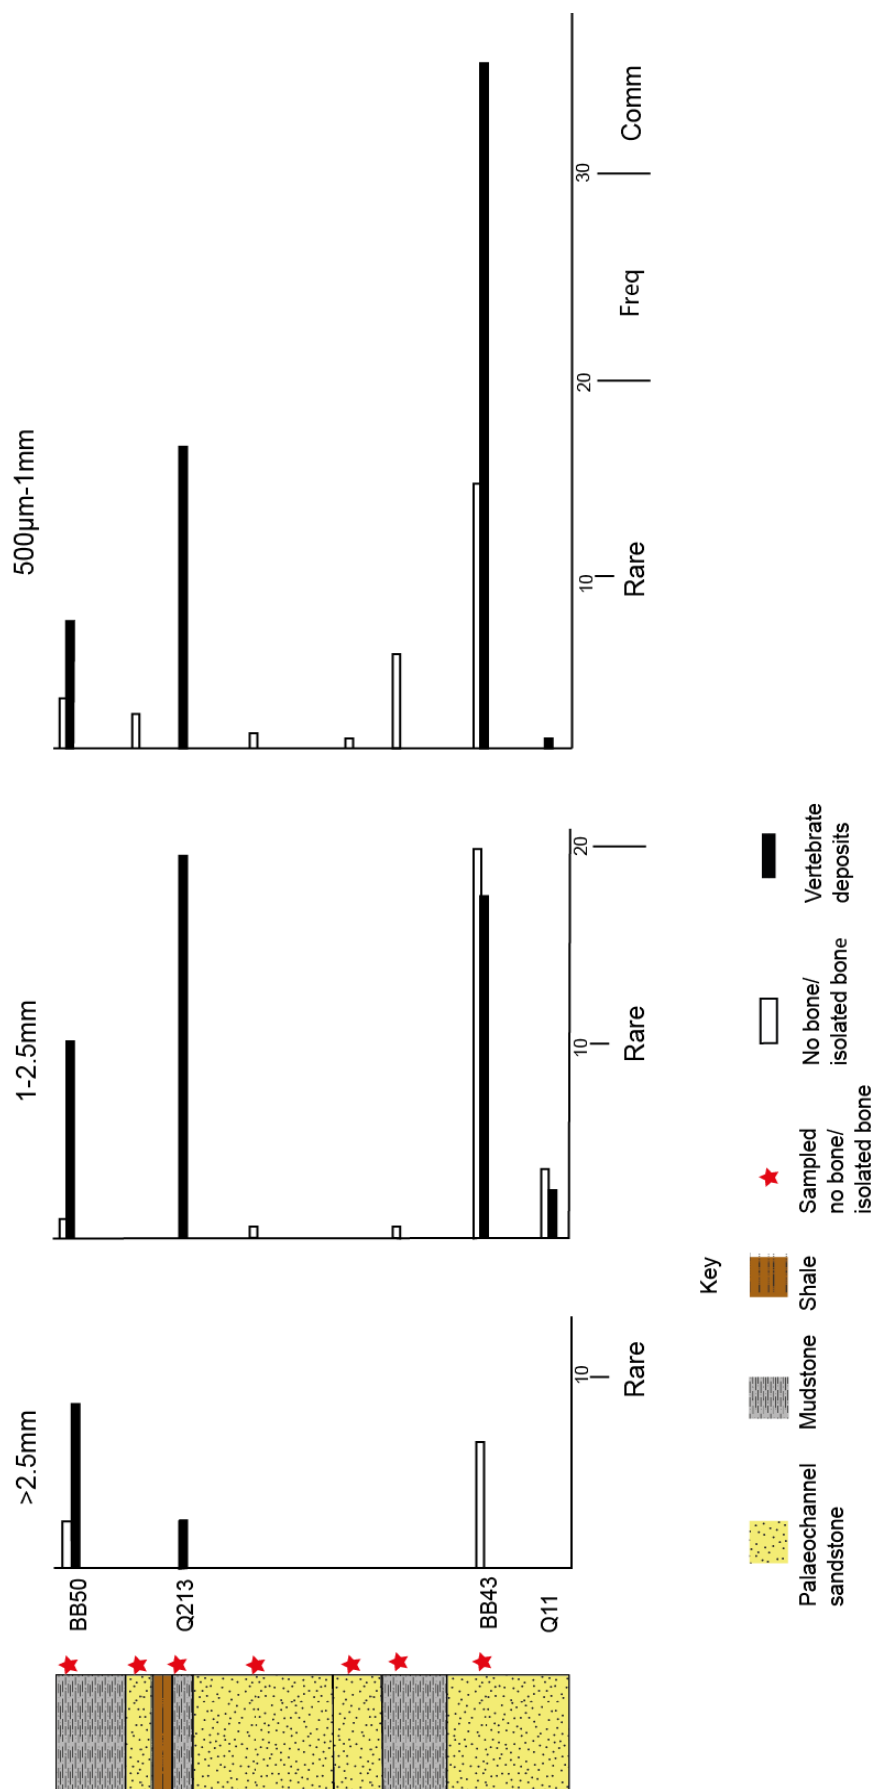 >2.5mm
1-2.5mm
500µm-1mm
BB50
Q213
BB43
Q11
10
Rare
10
20
Rare
10
20
30
Rare
Freq
Comm
Key
Palaeochannel
sandstone
Mudstone
Shale
Sampled
no bone/
isolated bone
No bone/
isolated bone
Vertebrate
deposits